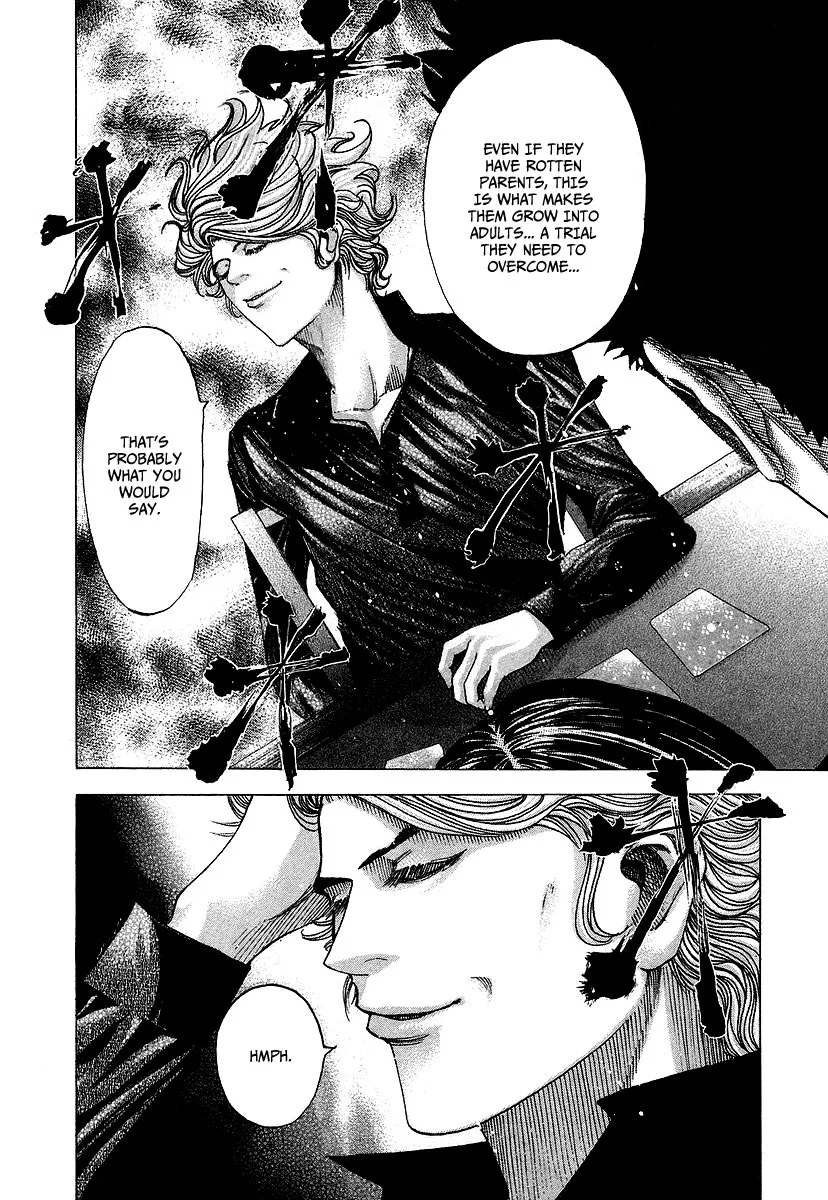 EVEN IF THEY
HAVE ROTTEN
PARENTS, THIS
IS WHAT MAKES
THEM GROW INTO
ADULTS... A TRIAL
THEY NEED TO
OVERCOME...
THAT'S
PROBABLY
WHAT YOU
WOULD
SAY.
HMPH.